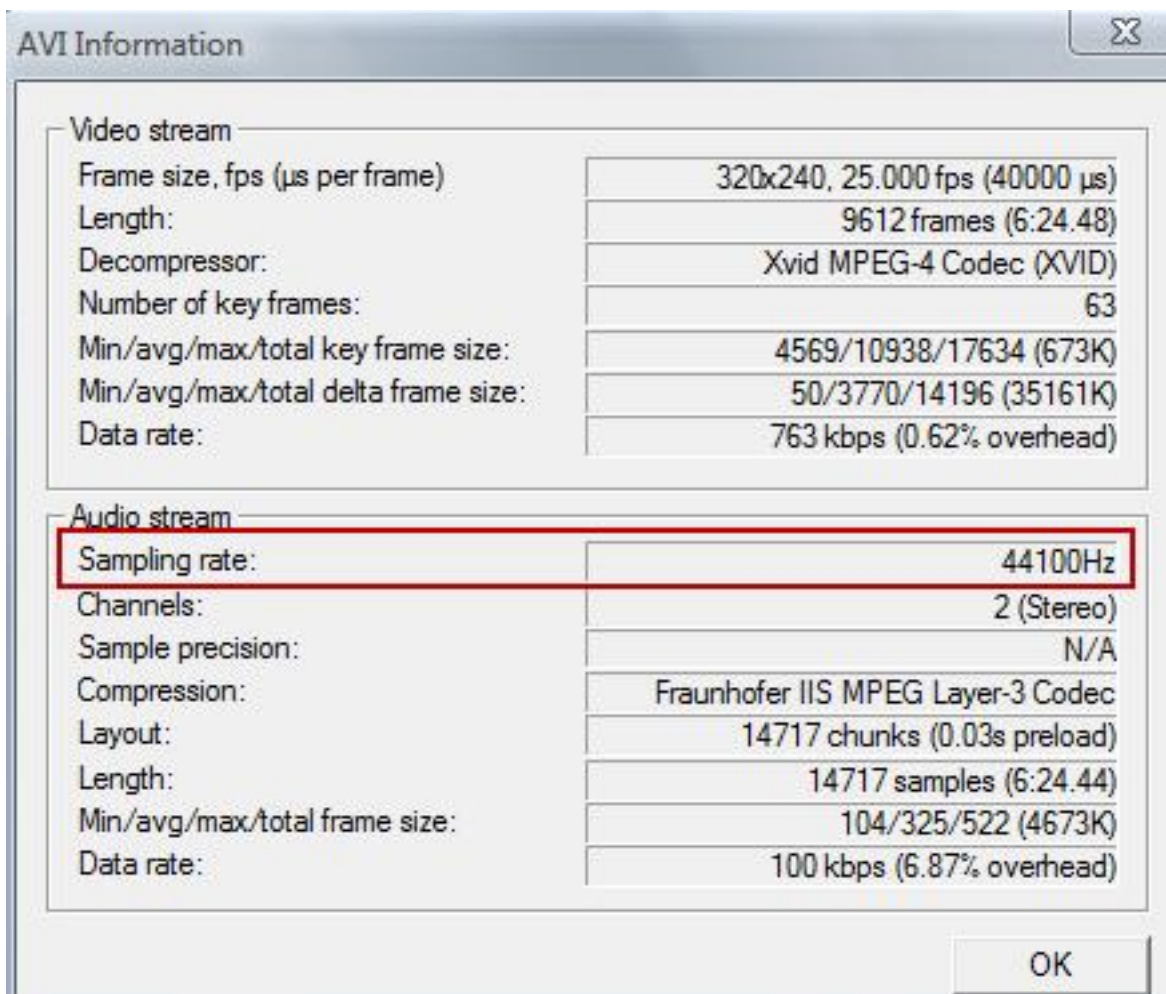 AVI Information
Video stream
Frame size, fps (µs per frame) 320x240, 25.000 fps (40000 µs)
Length: 9612 frames (6:24.48)
Decompressor: Xvid MPEG-4 Codec (XVID)
Number of key frames: 63
Min/avg/max/total key frame size: 4569/10938/17634 (673K)
Min/avg/max/total delta frame size: 50/3770/14196 (35161K)
Data rate: 763 kbps (0.62% overhead)
Audio stream
Sampling rate: 44100Hz
Channels: 2 (Stereo)
Sample precision: N/A
Compression: Fraunhofer IIS MPEG Layer-3 Codec
Layout: 14717 chunks (0.03s preload)
Length: 14717 samples (6:24.44)
Min/avg/max/total frame size: 104/325/522 (4673K)
Data rate: 100 kbps (6.87% overhead)
OK